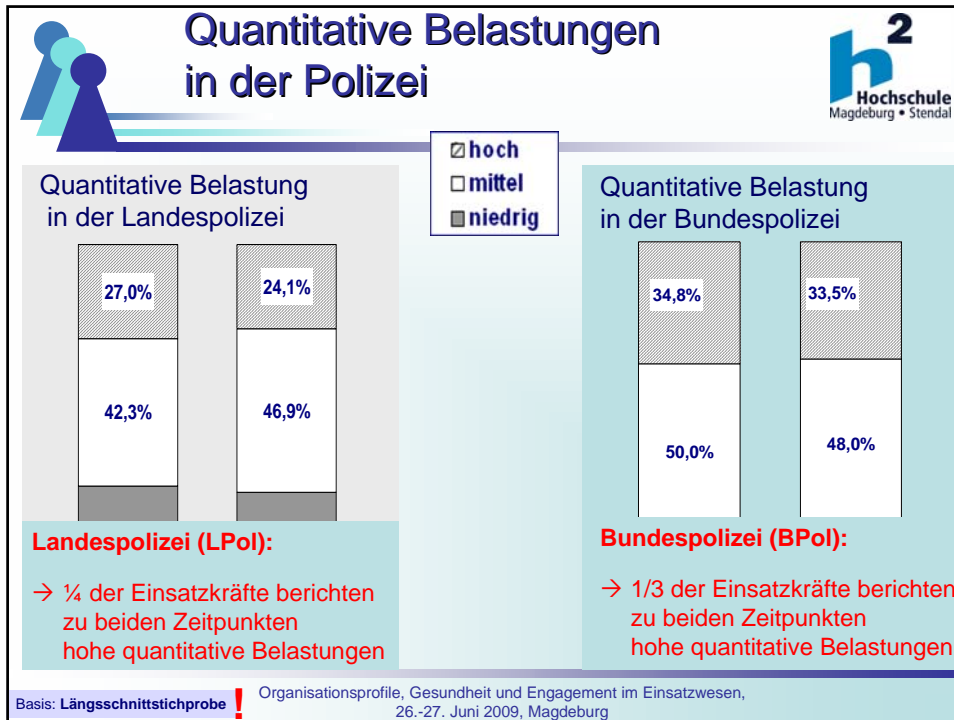 Quantitative Belastungen
in der Polizei
h2
Hochschule
Magdeburg • Stendal
hoch
mittel
niedrig
Quantitative Belastung
in der Landespolizei
27,0%
24,1%
42,3%
46,9%
Landespolizei (LPol):
→ ¼ der Einsatzkräfte berichten
zu beiden Zeitpunkten
hohe quantitative Belastungen
Quantitative Belastung
in der Bundespolizei
34,8%
33,5%
50,0%
48,0%
Bundespolizei (BPol):
→ 1/3 der Einsatzkräfte berichten
zu beiden Zeitpunkten
hohe quantitative Belastungen
Basis: Längsschnittstichprobe !
Organisationsprofile, Gesundheit und Engagement im Einsatzwesen,
26.-27. Juni 2009, Magdeburg